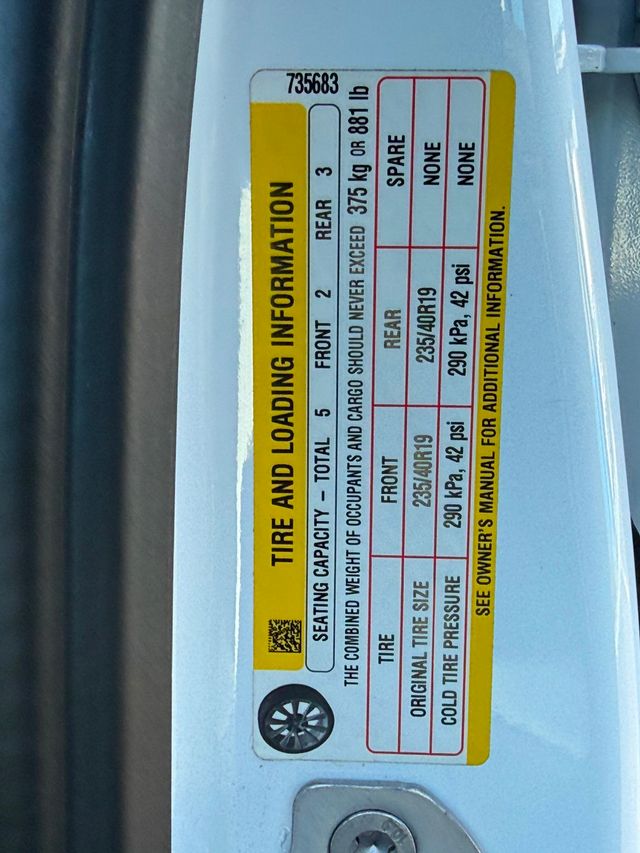 735683
TIRE AND LOADING INFORMATION
SEATING CAPACITY – TOTAL 5 FRONT 2 REAR 3
THE COMBINED WEIGHT OF OCCUPANTS AND CARGO SHOULD NEVER EXCEED 375 kg OR 881 lb
TIRE FRONT REAR SPARE
ORIGINAL TIRE SIZE 235/40R19 235/40R19 NONE
COLD TIRE PRESSURE 290 kPa, 42 psi 290 kPa, 42 psi NONE
SEE OWNER'S MANUAL FOR ADDITIONAL INFORMATION.